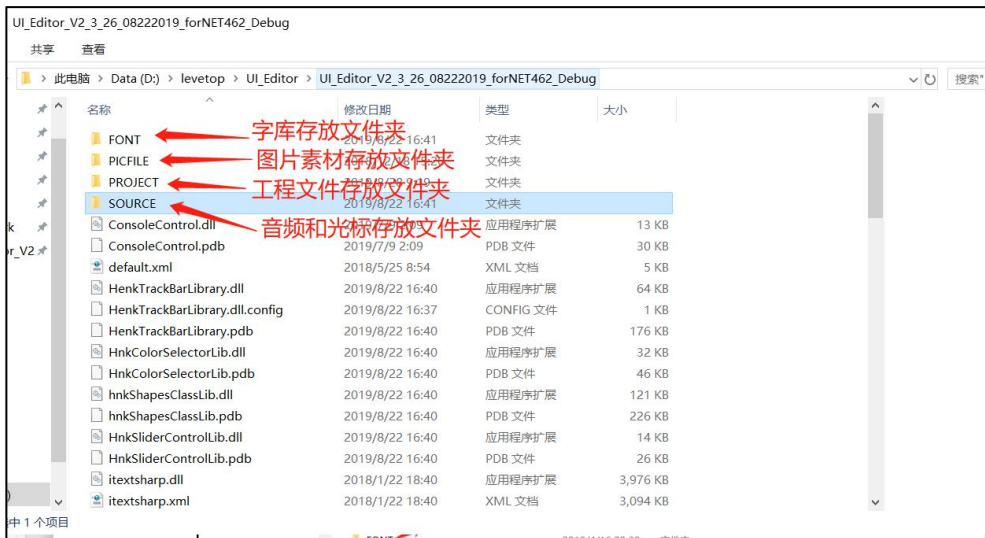 UI_Editor_V2_3_26_08222019_forNET462_Debug
共享 查看
› 此电脑 › Data (D:) › levetop › UI_Editor › UI_Editor_V2_3_26_08222019_forNET462_Debug 搜索"
名称 修改日期 类型 大小
FONT 字库存放文件夹 2019/8/22 16:41 文件夹
PICFILE 图片素材存放文件夹 文件夹
PROJECT 工程文件存放文件夹 文件夹
SOURCE 2019/8/22 16:41 文件夹
ConsoleControl.dll 音频和光标存放文件夹 应用程序扩展 13 KB
ConsoleControl.pdb 2019/7/9 2:09 PDB 文件 30 KB
default.xml 2018/5/25 8:54 XML 文档 5 KB
HenkTrackBarLibrary.dll 2019/8/22 16:40 应用程序扩展 64 KB
HenkTrackBarLibrary.dll.config 2019/8/22 16:37 CONFIG 文件 1 KB
HenkTrackBarLibrary.pdb 2019/8/22 16:40 PDB 文件 176 KB
HnkColorSelectorLib.dll 2019/8/22 16:40 应用程序扩展 32 KB
HnkColorSelectorLib.pdb 2019/8/22 16:40 PDB 文件 46 KB
hnkShapesClassLib.dll 2019/8/22 16:40 应用程序扩展 121 KB
hnkShapesClassLib.pdb 2019/8/22 16:40 PDB 文件 226 KB
HnkSliderControlLib.dll 2019/8/22 16:40 应用程序扩展 14 KB
HnkSliderControlLib.pdb 2019/8/22 16:40 PDB 文件 26 KB
itextsharp.dll 2018/1/22 18:40 应用程序扩展 3,976 KB
itextsharp.xml 2018/1/22 18:40 XML 文档 3,094 KB
中 1 个项目